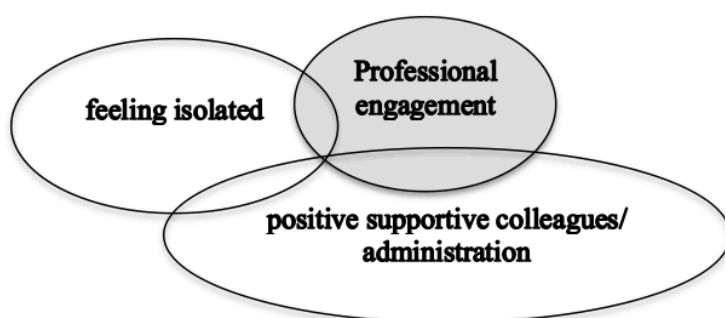 feeling isolated
Professional
engagement
positive supportive colleagues/
administration